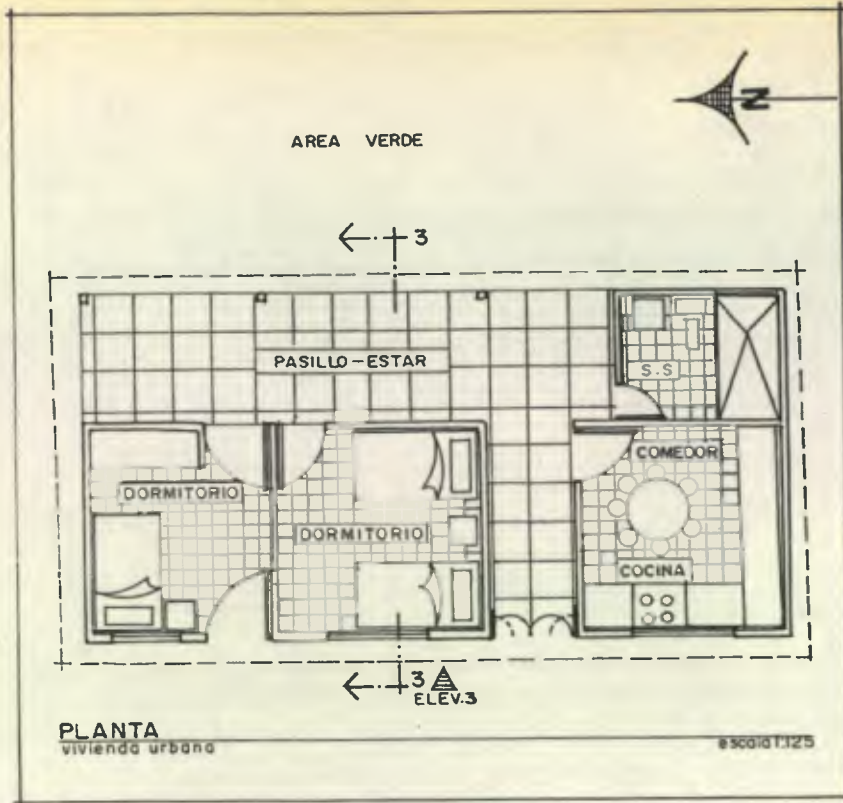 N
AREA VERDE
3
PASILLO-ESTAR
S.S
COMEDOR
DORMITORIO
DORMITORIO
COCINA
3
ELEV.3
PLANTA
vivienda urbana
escala 1:125